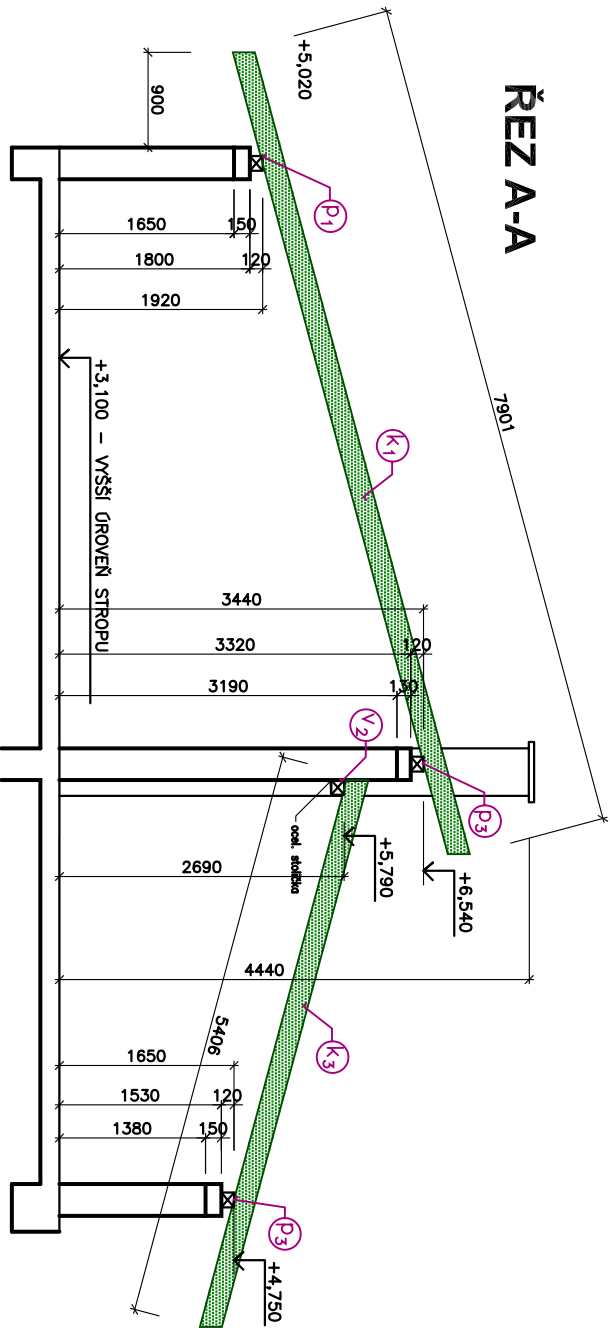 ŘEZ A-A
7901
+5,020
900
p1
k1
1650
150
1800
120
1920
+3,100 – VYŠŠÍ ÚROVEŇ STROPU
3440
3320
120
3190
130
V2
p3
ocel. stolička
+5,790
+6,540
2690
4440
5406
k3
1650
1530
120
1380
150
p3
+4,750